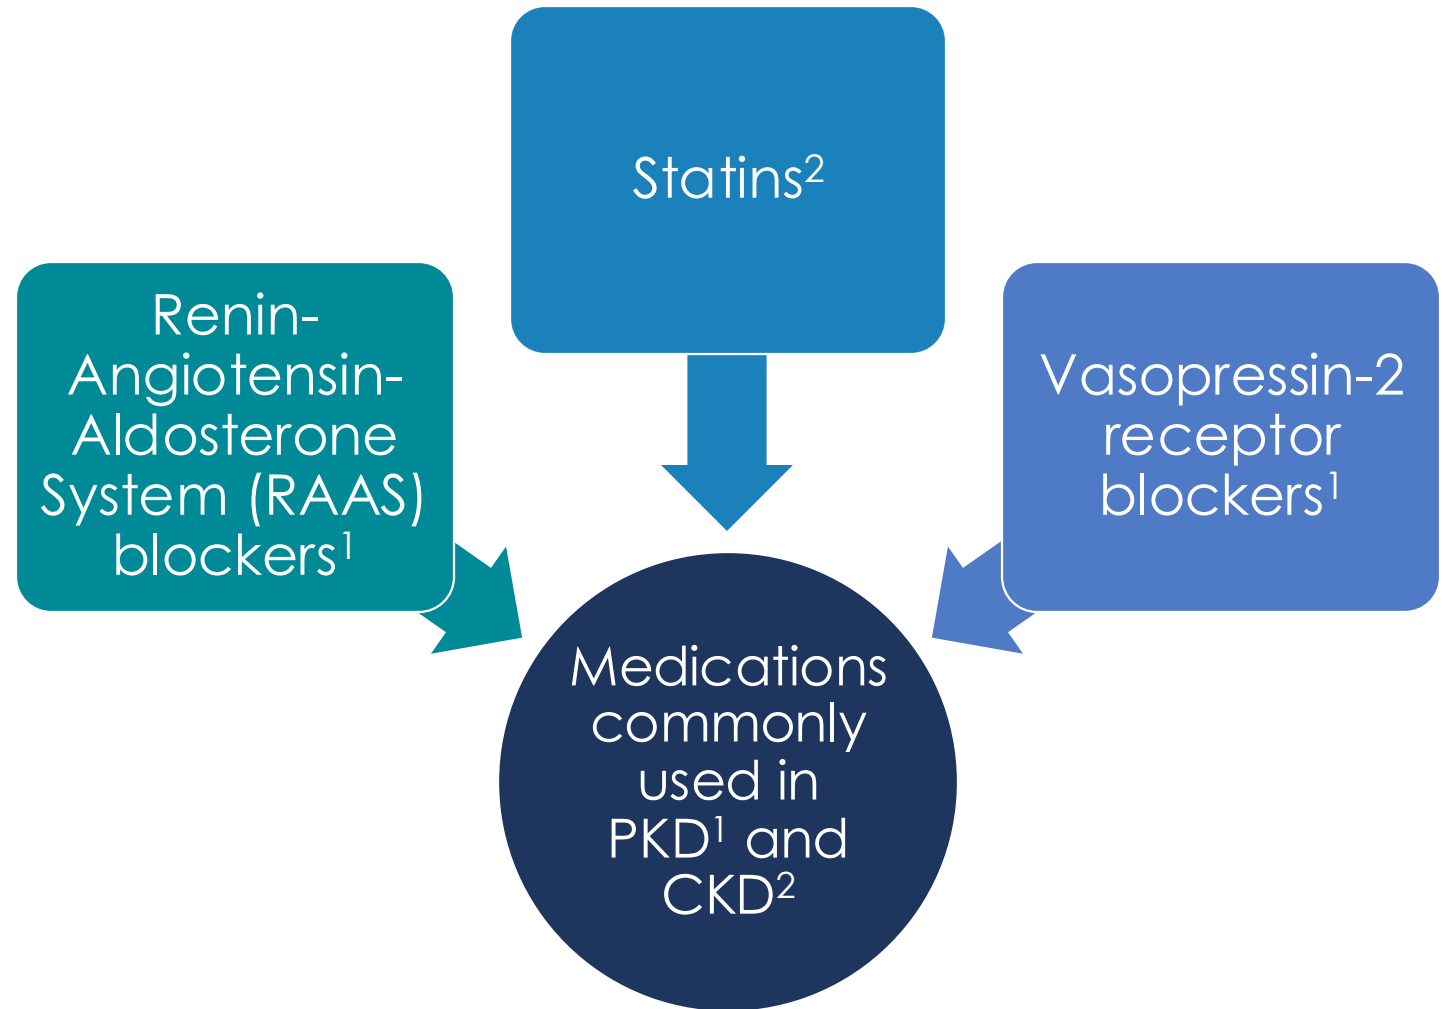 Statins²
Renin-
Angiotensin-
Aldosterone
System (RAAS)
blockers¹
Vasopressin-2
receptor
blockers¹
Medications
commonly
used in
PKD¹ and
CKD²